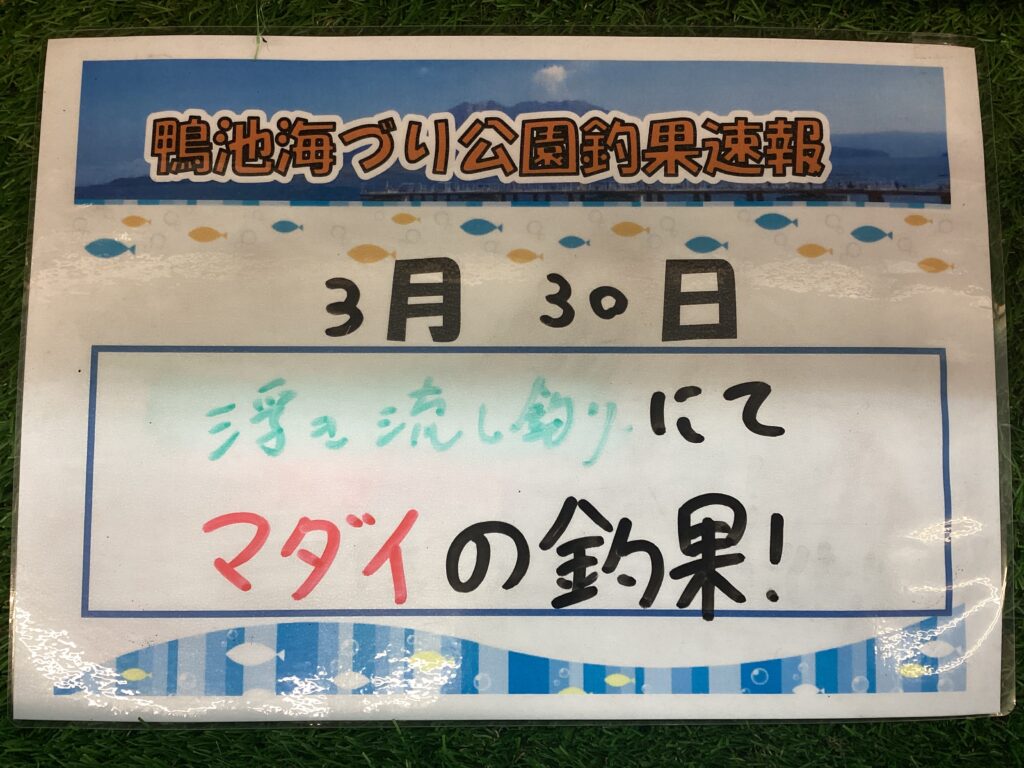 鴨池海づり公園釣果速報
3月 30日
浮き流し釣りにて
マダイの釣果!